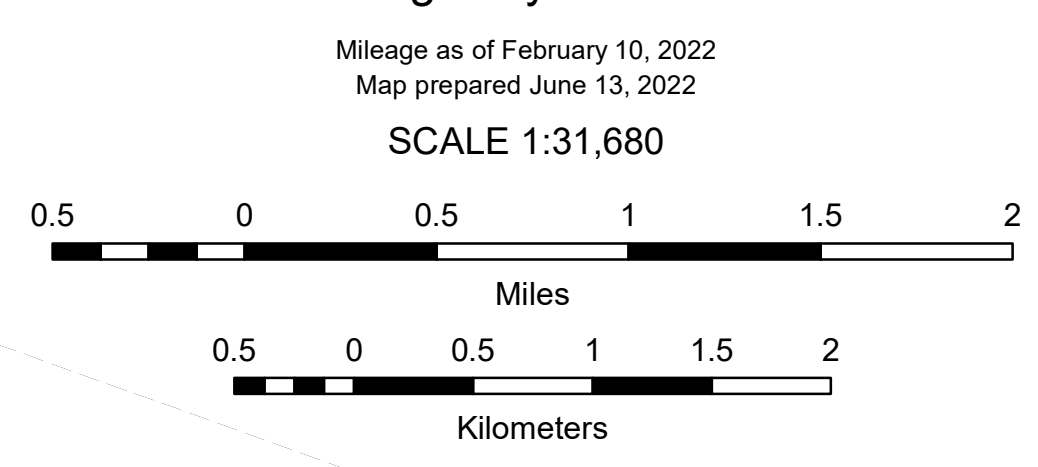 Mileage as of February 10, 2022
Map prepared June 13, 2022
SCALE 1:31,680
0.5 0 0.5 1 1.5 2
Miles
0.5 0 0.5 1 1.5 2
Kilometers